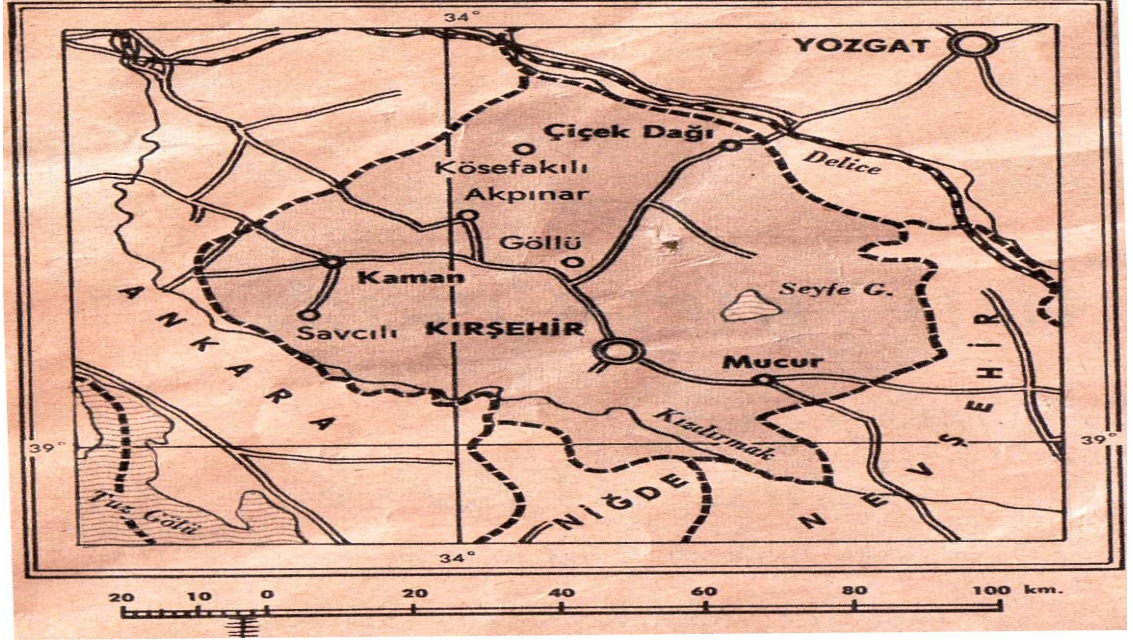 34°
YOZGAT
Çiçek Dağı
Delice
Kösefakılı
Akpınar
Göllü
Kaman
Seyfe G.
Savcılı
KIRŞEHİR
Mucur
ANKARA
NEVŞEHİR
Kızılırmak
39°
39°
NİĞDE
Tuz Gölü
34°
20 10 0 20 40 60 80 100 km.